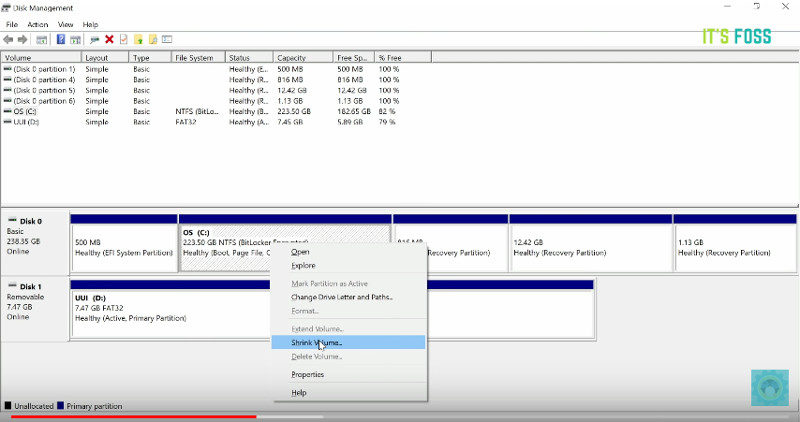 Disk Management
File Action View Help
IT'S FOSS
Volume Layout Type File System Status Capacity Free Sp... % Free
(Disk 0 partition 1) Simple Basic Healthy (E... 500 MB 500 MB 100 %
(Disk 0 partition 4) Simple Basic Healthy (R... 816 MB 816 MB 100 %
(Disk 0 partition 5) Simple Basic Healthy (R... 12.42 GB 12.42 GB 100 %
(Disk 0 partition 6) Simple Basic Healthy (R... 1.13 GB 1.13 GB 100 %
OS (C:) Simple Basic NTFS (BitLo... Healthy (B... 223.50 GB 182.65 GB 82 %
UUI (D:) Simple Basic FAT32 Healthy (A... 7.45 GB 5.89 GB 79 %
Disk 0
Basic
238.35 GB
Online
500 MB
Healthy (EFI System Partition)
OS (C:)
223.50 GB NTFS (BitLocker Encrypted)
Healthy (Boot, Page File, C
816 MB
Recovery Partition)
12.42 GB
Healthy (Recovery Partition)
1.13 GB
Healthy (Recovery Partition)
Disk 1
Removable
7.47 GB
Online
UUI (D:)
7.47 GB FAT32
Healthy (Active, Primary Partition)
Open
Explore
Mark Partition as Active
Change Drive Letter and Paths...
Format...
Extend Volume...
Shrink Volume...
Delete Volume...
Properties
Help
Unallocated Primary partition